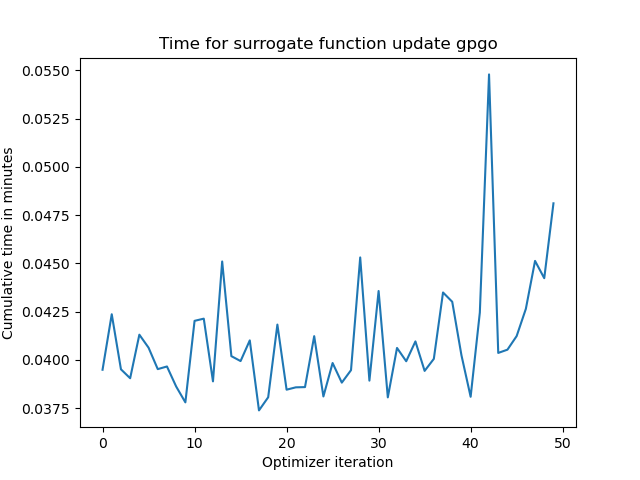 Time for surrogate function update gpgo
Cumulative time in minutes
0.0550
0.0525
0.0500
0.0475
0.0450
0.0425
0.0400
0.0375
0 10 20 30 40 50
Optimizer iteration